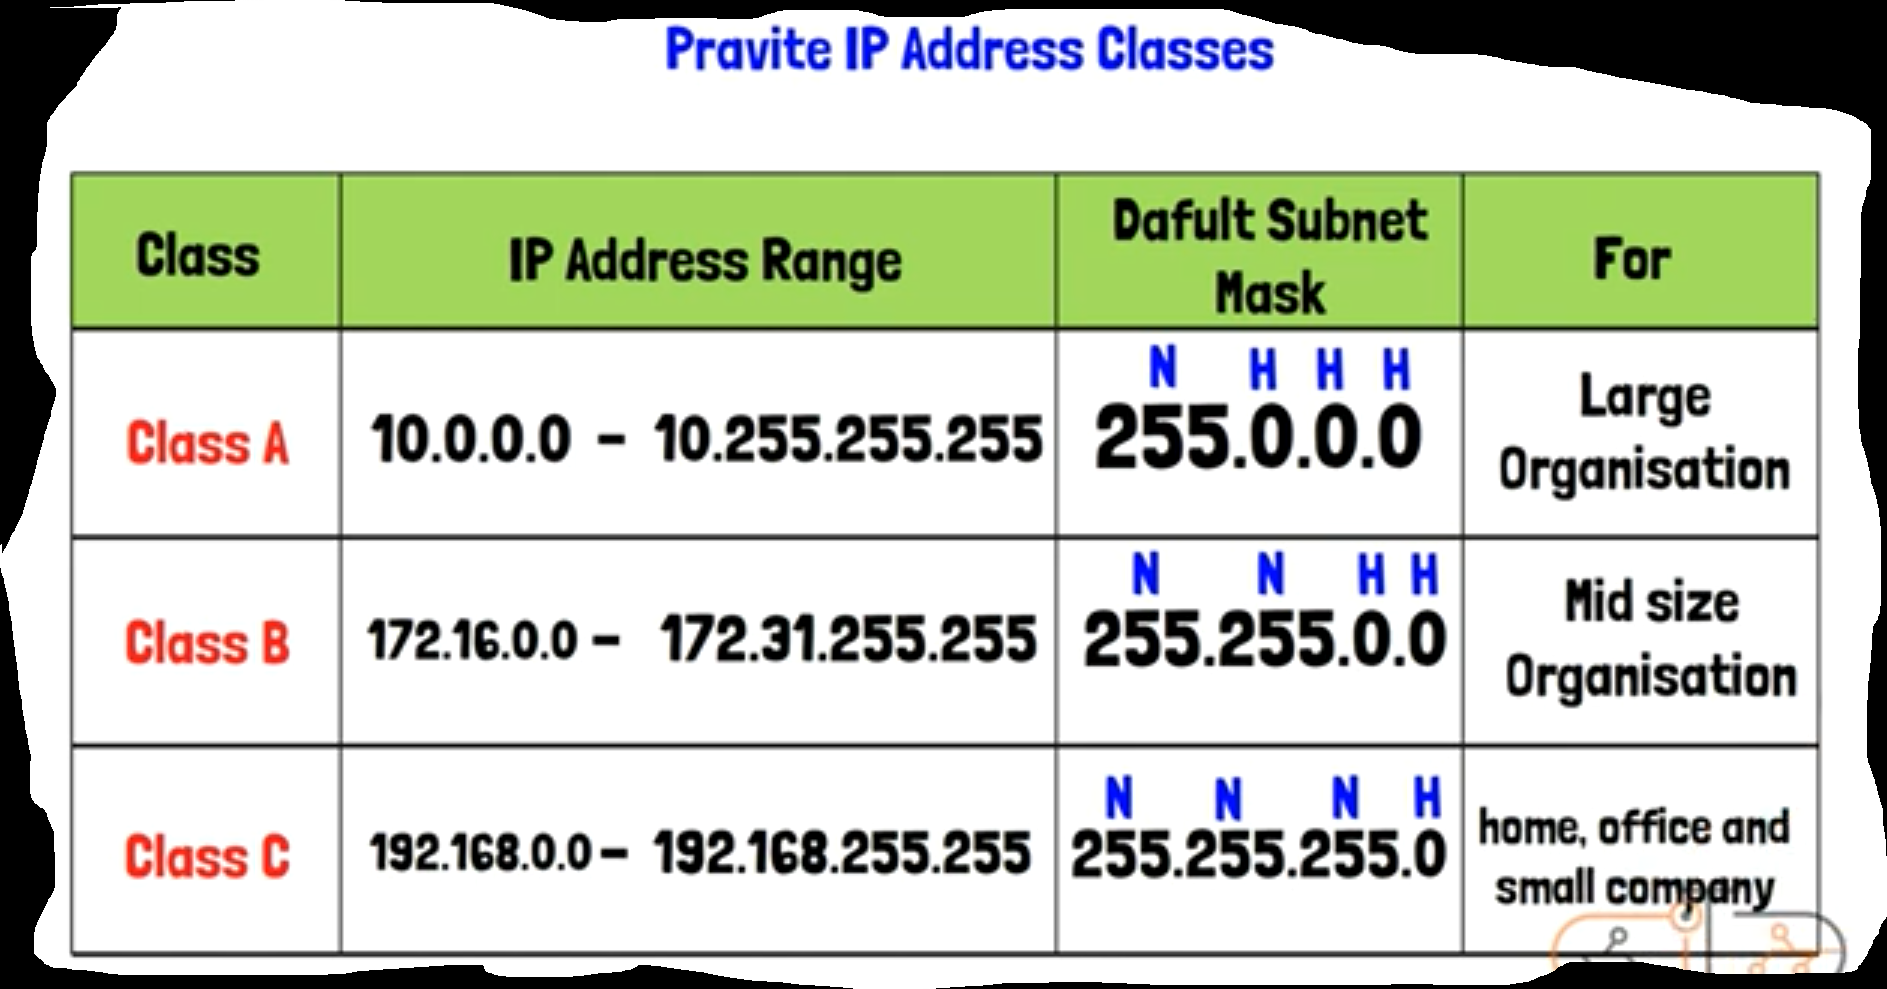 Pravite IP Address Classes
Class
IP Address Range
Dafult Subnet
Mask
For
Class A
10.0.0.0 - 10.255.255.255
N H H H
255.0.0.0
Large
Organisation
Class B
172.16.0.0 - 172.31.255.255
N N H H
255.255.0.0
Mid size
Organisation
Class C
192.168.0.0 - 192.168.255.255
N N N H
255.255.255.0
home, office and
small company